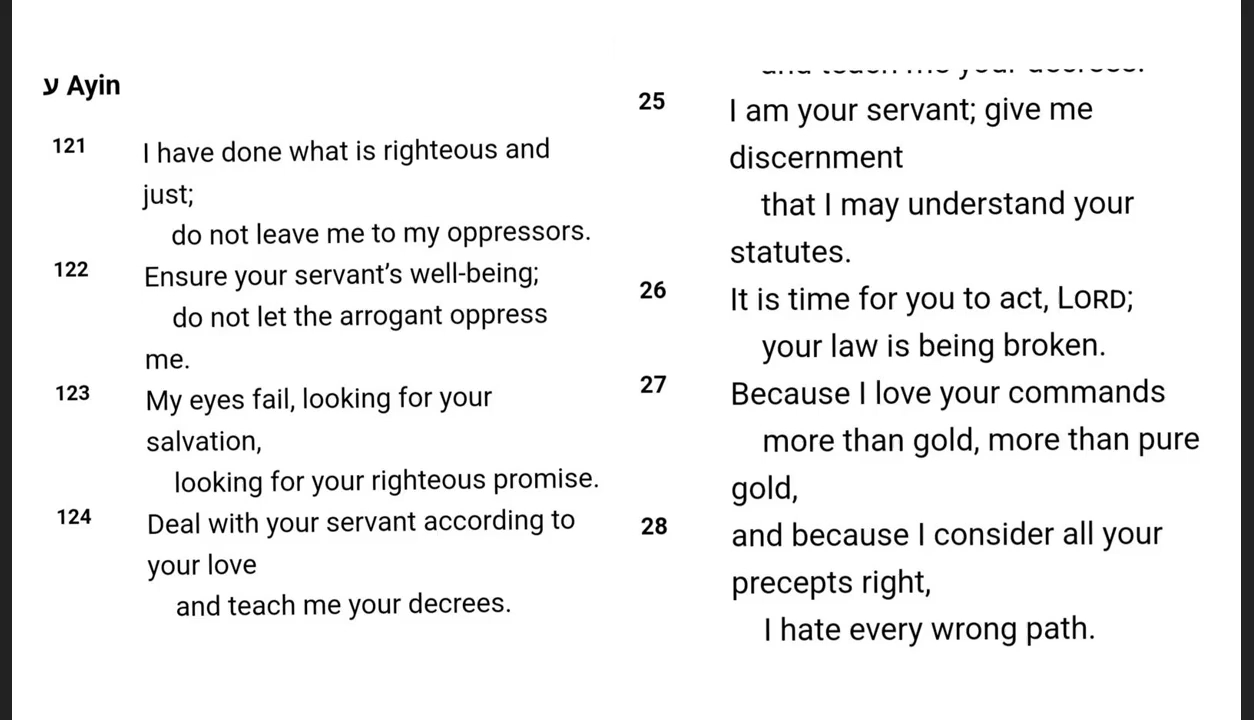 ע Ayin
121 I have done what is righteous and
just;
do not leave me to my oppressors.
122 Ensure your servant's well-being;
do not let the arrogant oppress
me.
123 My eyes fail, looking for your
salvation,
looking for your righteous promise.
124 Deal with your servant according to
your love
and teach me your decrees.
and teach me your decrees.
25 I am your servant; give me
discernment
that I may understand your
statutes.
26 It is time for you to act, LORD;
your law is being broken.
27 Because I love your commands
more than gold, more than pure
gold,
28 and because I consider all your
precepts right,
I hate every wrong path.